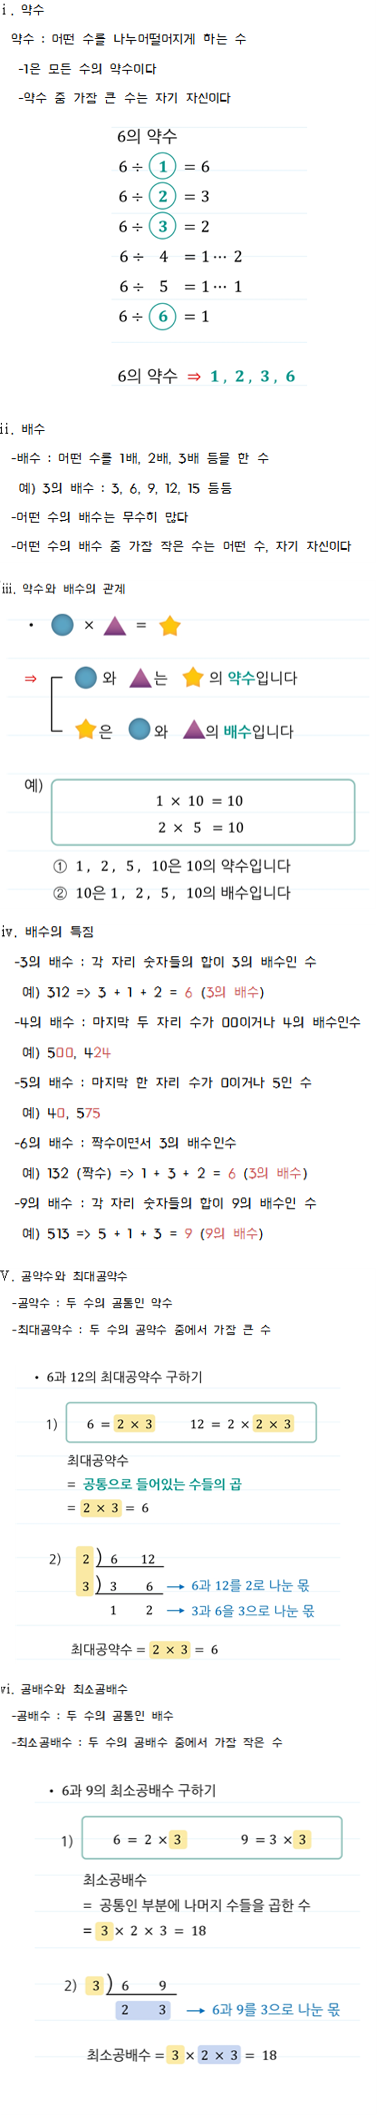 i. 약수
약수 : 어떤 수를 나누어떨어지게 하는 수
-1은 모든 수의 약수이다
-약수 중 가장 큰 수는 자기 자신이다
6의 약수
6 ÷ 1 = 6
6 ÷ 2 = 3
6 ÷ 3 = 2
6 ÷ 4 = 1 ⋯ 2
6 ÷ 5 = 1 ⋯ 1
6 ÷ 6 = 1
6의 약수 ⇒ 1, 2, 3, 6
ii. 배수
-배수 : 어떤 수를 1배, 2배, 3배 등을 한 수
예) 3의 배수 : 3, 6, 9, 12, 15 등등
-어떤 수의 배수는 무수히 많다
-어떤 수의 배수 중 가장 작은 수는 어떤 수, 자기 자신이다
iii. 약수와 배수의 관계
• × =
⇒ 와 는 의 약수입니다
은 와 의 배수입니다
예) 1 × 10 = 10
2 × 5 = 10
① 1, 2, 5, 10은 10의 약수입니다
② 10은 1, 2, 5, 10의 배수입니다
iv. 배수의 특징
-3의 배수 : 각 자리 숫자들의 합이 3의 배수인 수
예) 312 => 3 + 1 + 2 = 6 (3의 배수)
-4의 배수 : 마지막 두 자리 수가 00이거나 4의 배수인수
예) 500, 424
-5의 배수 : 마지막 한 자리 수가 0이거나 5인 수
예) 40, 575
-6의 배수 : 짝수이면서 3의 배수인수
예) 132 (짝수) => 1 + 3 + 2 = 6 (3의 배수)
-9의 배수 : 각 자리 숫자들의 합이 9의 배수인 수
예) 513 => 5 + 1 + 3 = 9 (9의 배수)
V. 공약수와 최대공약수
-공약수 : 두 수의 공통인 약수
-최대공약수 : 두 수의 공약수 중에서 가장 큰 수
• 6과 12의 최대공약수 구하기
1) 6 = 2 × 3 12 = 2 × 2 × 3
최대공약수
= 공통으로 들어있는 수들의 곱
= 2 × 3 = 6
2) 2 ) 6 12
3 ) 3 6 → 6과 12를 2로 나눈 몫
1 2 → 3과 6을 3으로 나눈 몫
최대공약수 = 2 × 3 = 6
vi. 공배수와 최소공배수
-공배수 : 두 수의 공통인 배수
-최소공배수 : 두 수의 공배수 중에서 가장 작은 수
• 6과 9의 최소공배수 구하기
1) 6 = 2 × 3 9 = 3 × 3
최소공배수
= 공통인 부분에 나머지 수들을 곱한 수
= 3 × 2 × 3 = 18
2) 3 ) 6 9
2 3 → 6과 9를 3으로 나눈 몫
최소공배수 = 3 × 2 × 3 = 18